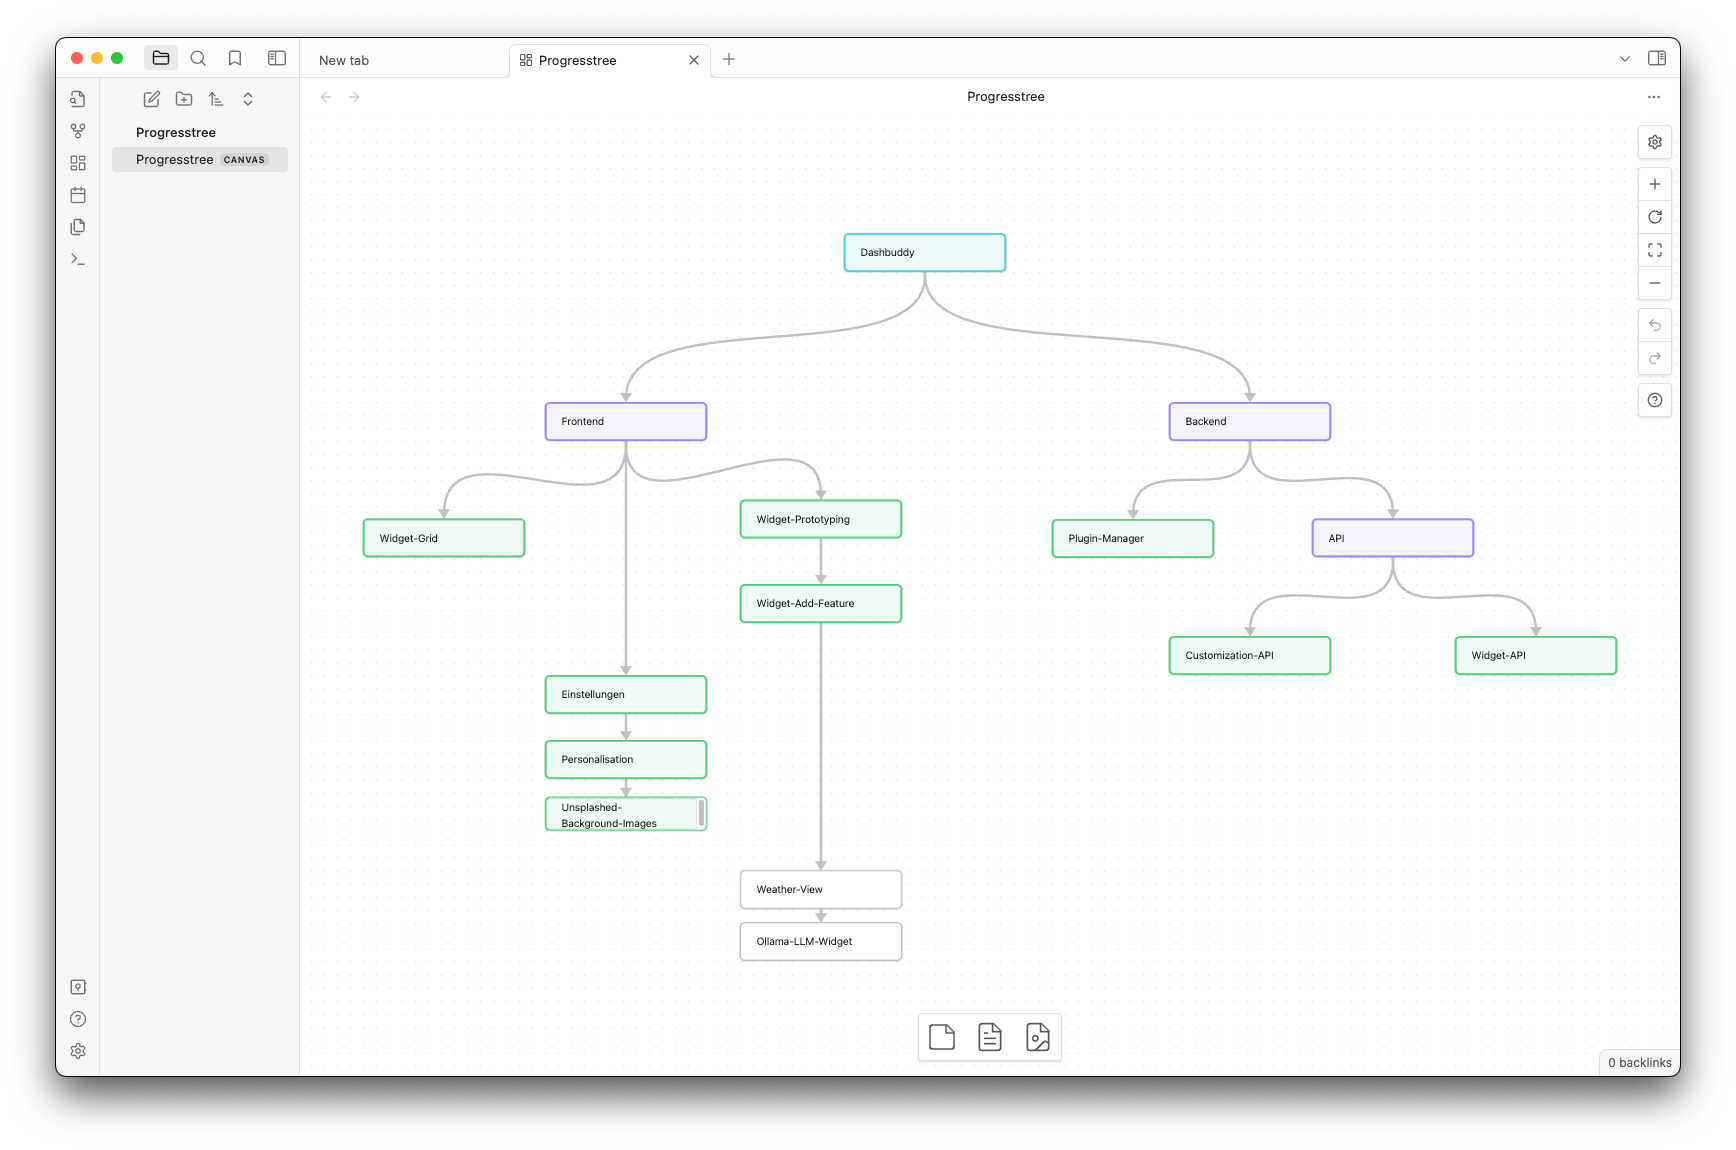 New tab
Progresstree
Progresstree
Progresstree
Progresstree CANVAS
Dashbuddy
Frontend
Backend
Widget-Grid
Widget-Prototyping
Plugin-Manager
API
Widget-Add-Feature
Customization-API
Widget-API
Einstellungen
Personalisation
Unsplashed-
Background-Images
Weather-View
Ollama-LLM-Widget
0 backlinks